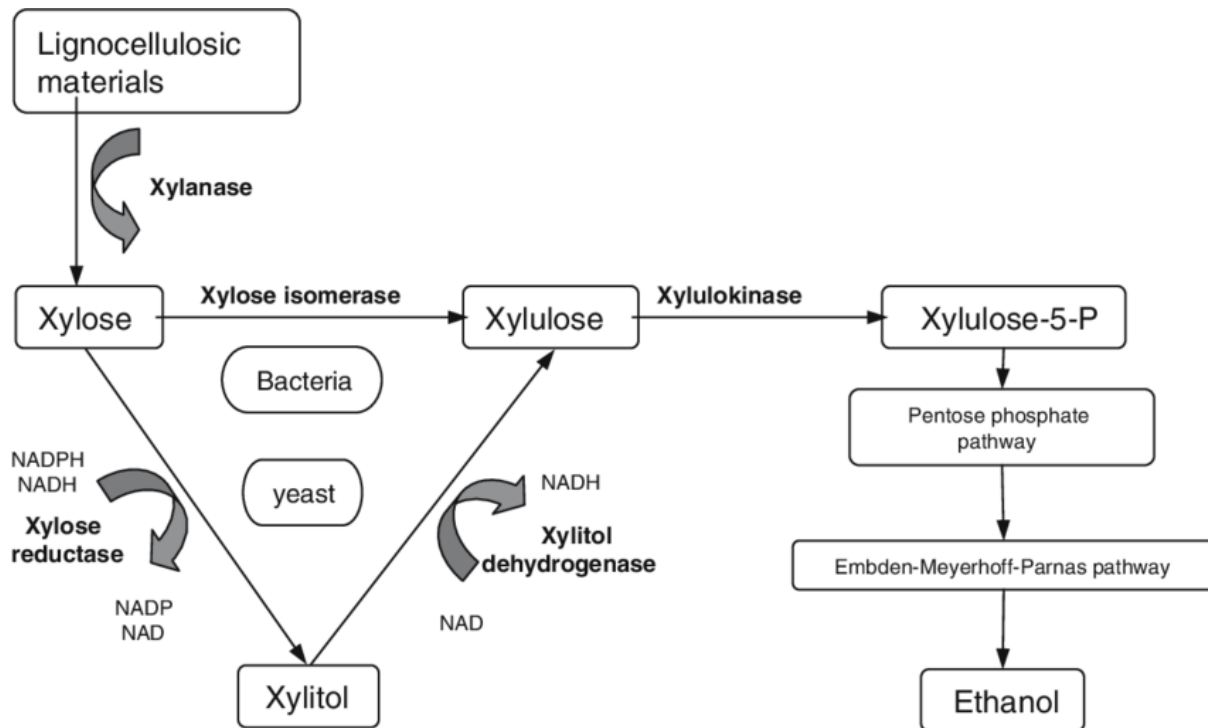 Lignocellulosic
materials
Xylanase
Xylose
Xylose isomerase
Xylulose
Xylulokinase
Xylulose-5-P
Bacteria
yeast
Pentose phosphate
pathway
NADPH
NADH
Xylose
reductase
NADP
NAD
NADH
Xylitol
dehydrogenase
NAD
Embden-Meyerhoff-Parnas pathway
Xylitol
Ethanol